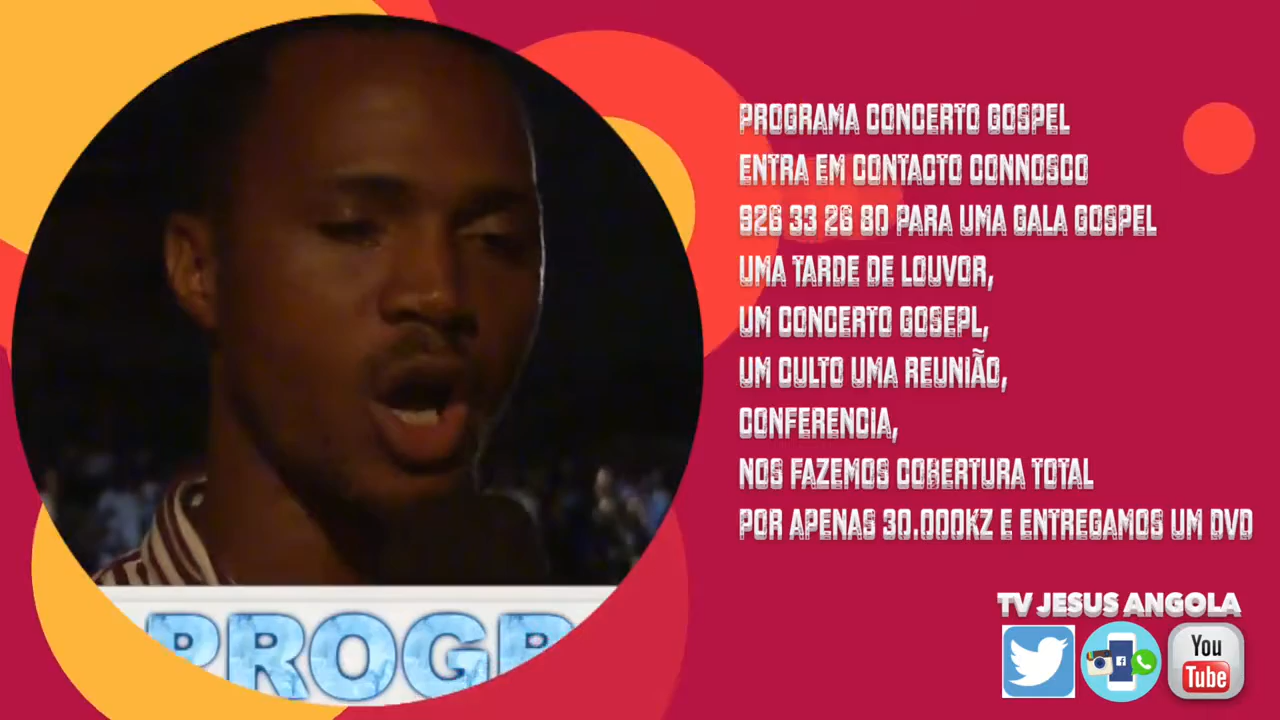 PROGRAMA CONCERTO GOSPEL
ENTRA EM CONTACTO CONNOSCO
926 33 26 80 PARA UMA GALA GOSPEL
UMA TARDE DE LOUVOR,
UM CONCERTO GOSEPL,
UM CULTO UMA REUNIÃO,
CONFERENCIA,
NOS FAZEMOS COBERTURA TOTAL
POR APENAS 30.000KZ E ENTREGAMOS UM DVD
PROGR
TV JESUS ANGOLA
You
Tube